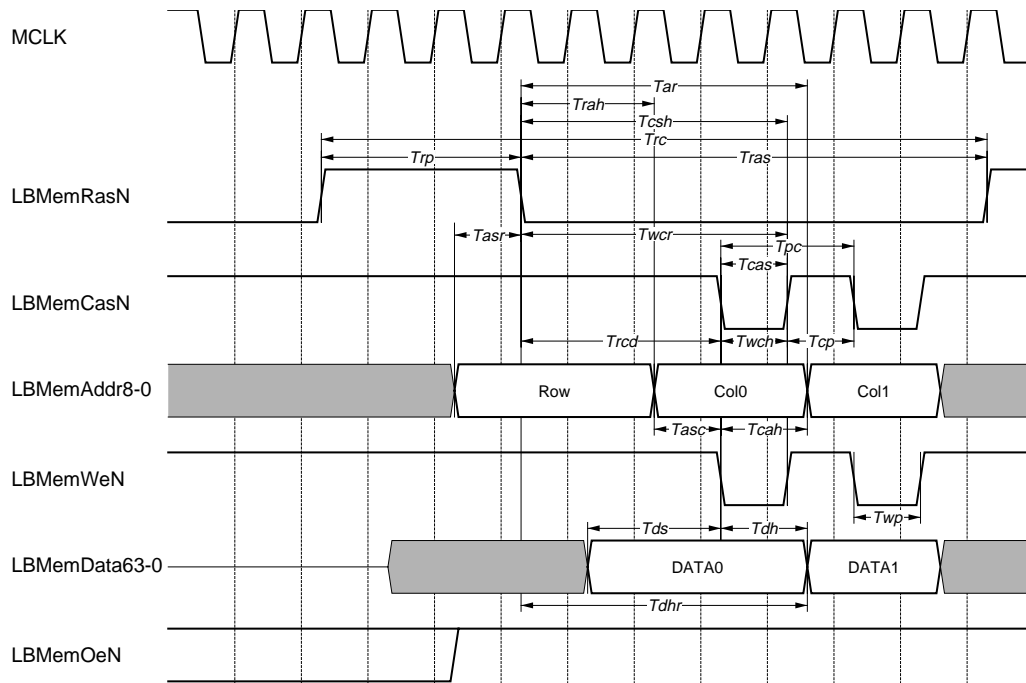 MCLK
Tar
Trah
Tcsh
Trc
Trp
Tras
LBMemRasN
Tasr
Twcr
Tpc
Tcas
LBMemCasN
Trcd
Twch
Tcp
LBMemAddr8-0
Row
Col0
Col1
Tasc
Tcah
LBMemWeN
Twp
Tds
Tdh
LBMemData63-0
DATA0
DATA1
Tdhr
LBMemOeN